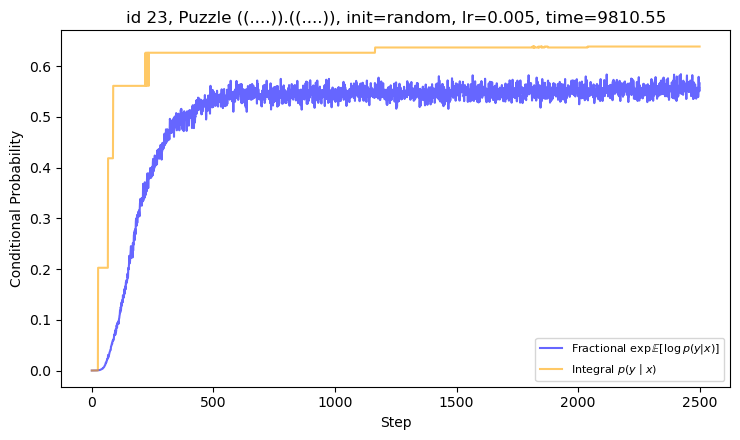 id 23, Puzzle ((....)).((....)), init=random, lr=0.005, time=9810.55
Conditional Probability
0.6
0.5
0.4
0.3
0.2
0.1
0.0
Fractional exp𝔼[log p(y|x)]
Integral p(y | x)
0
500
1000
1500
2000
2500
Step